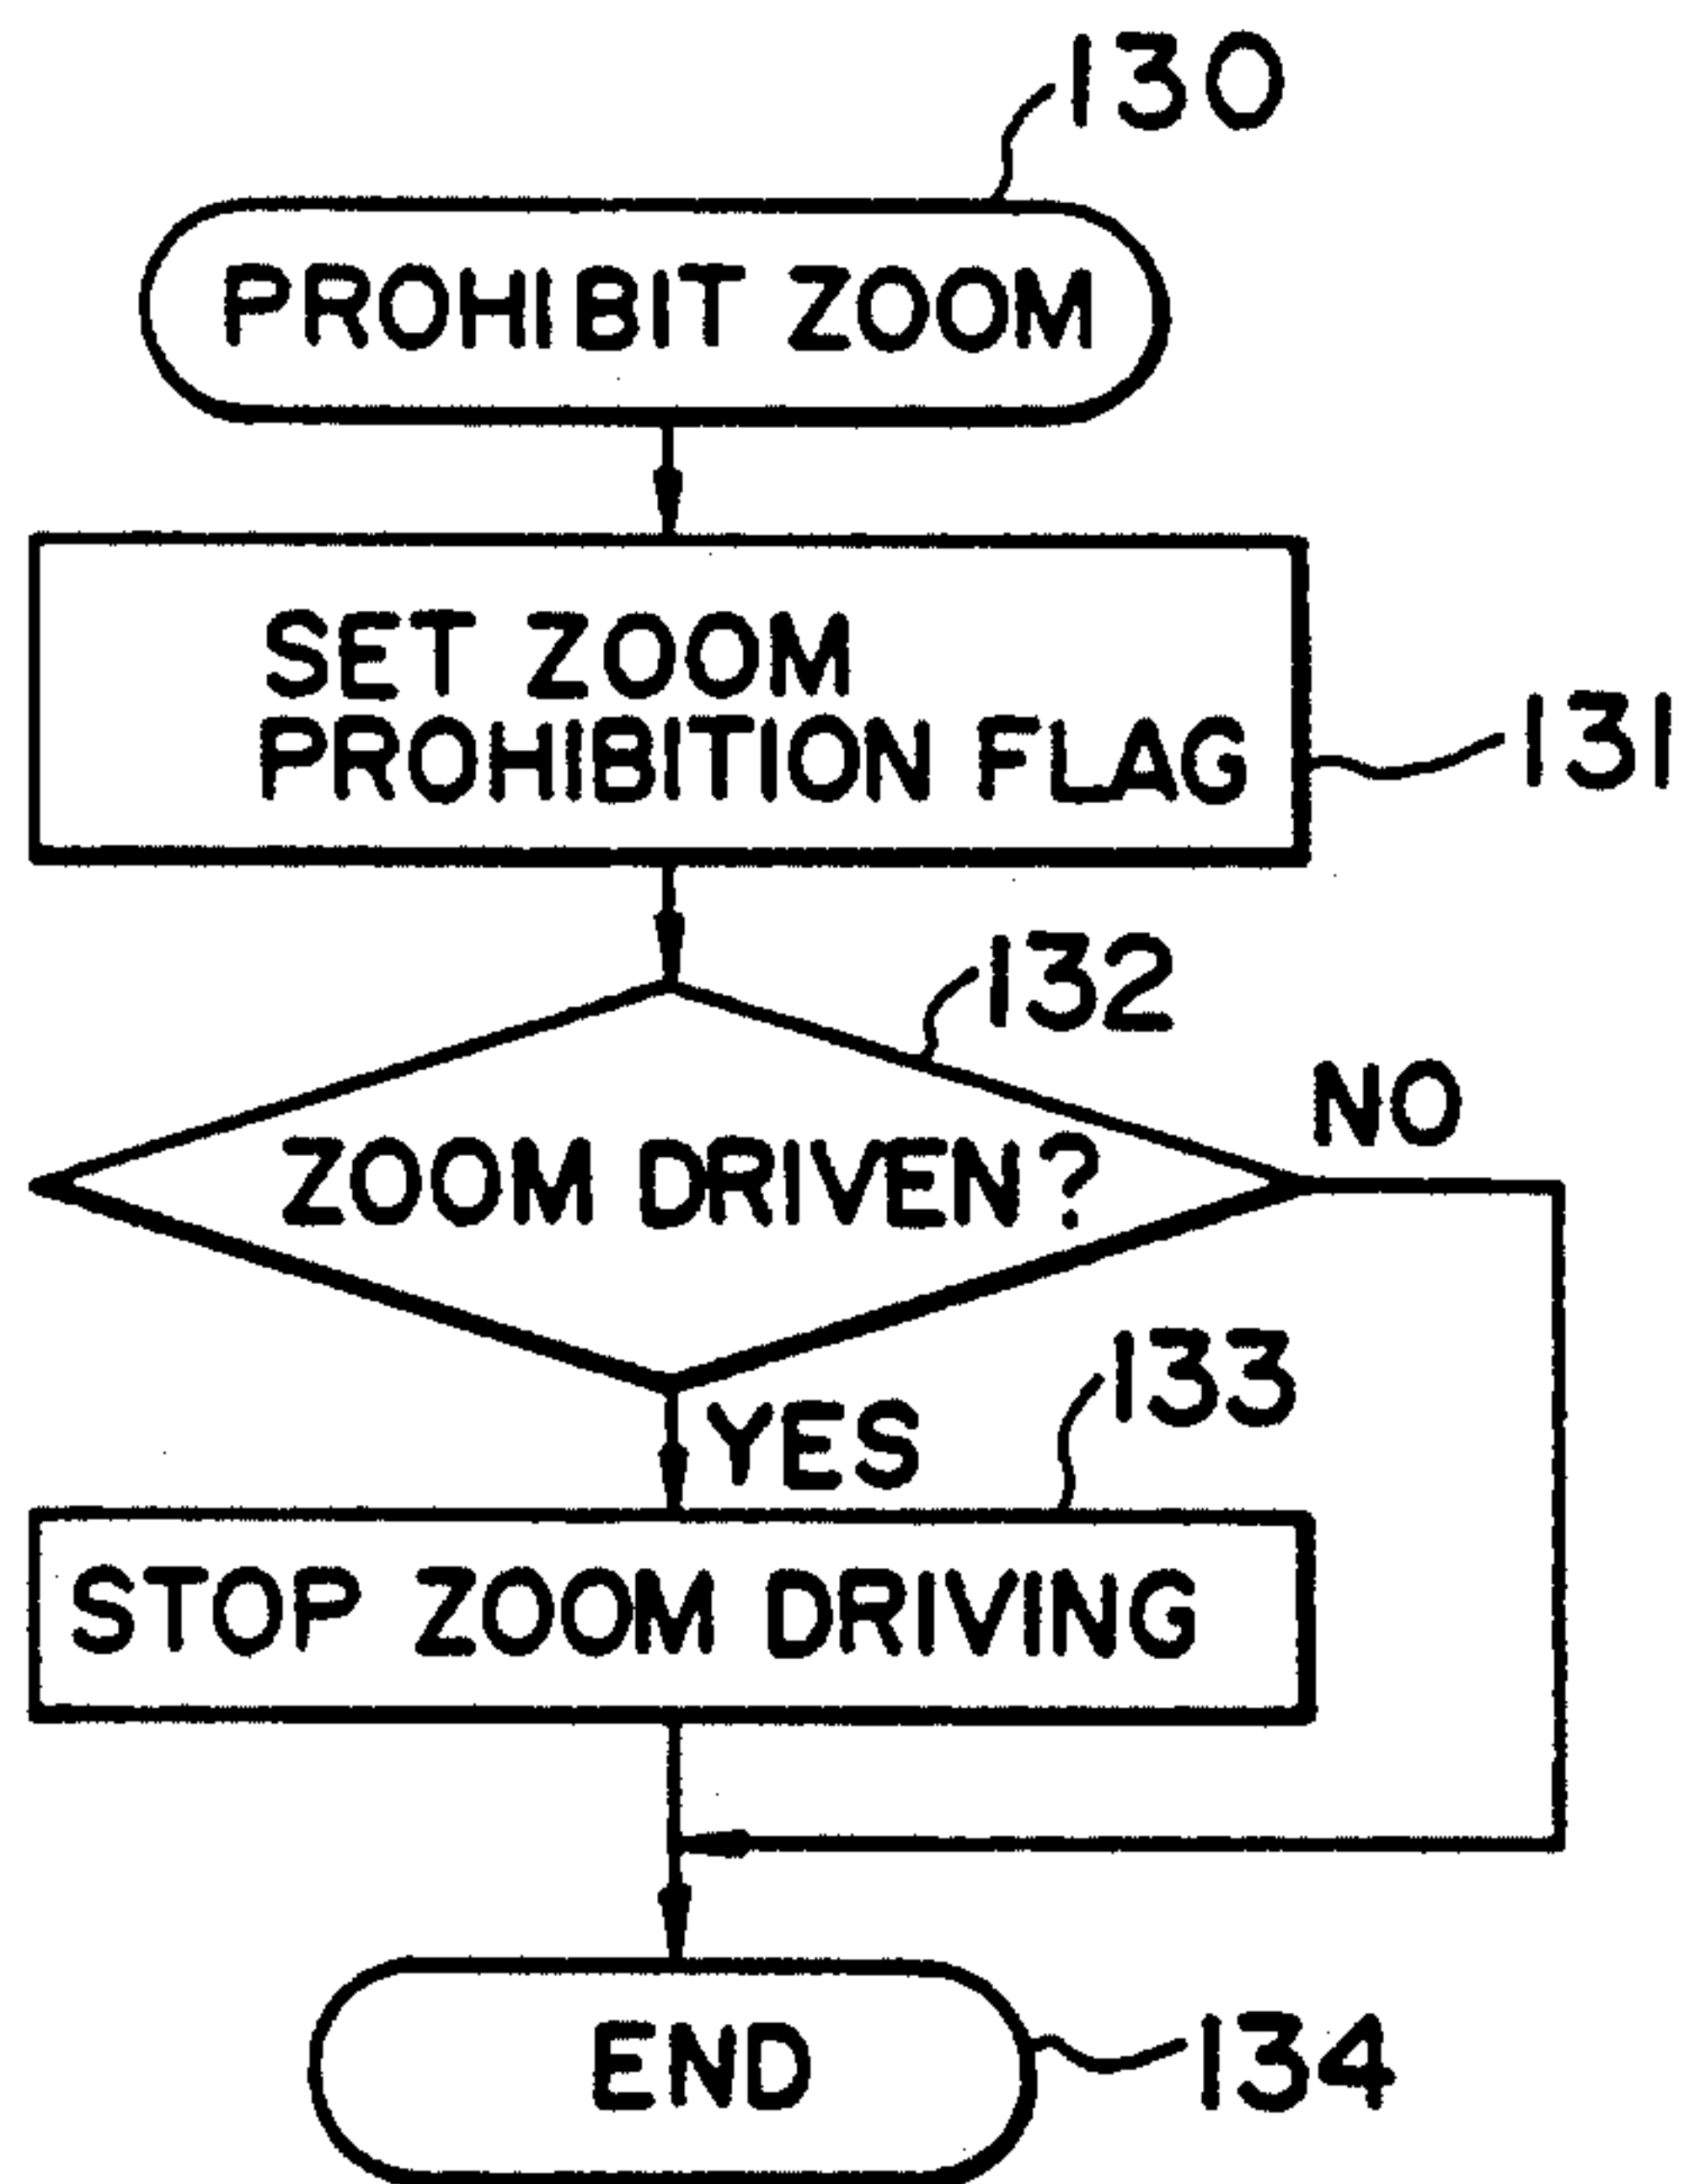 130
PROHIBIT ZOOM
SET ZOOM
PROHIBITION FLAG
131
132
NO
ZOOM DRIVEN?
133
YES
STOP ZOOM DRIVING
END
134